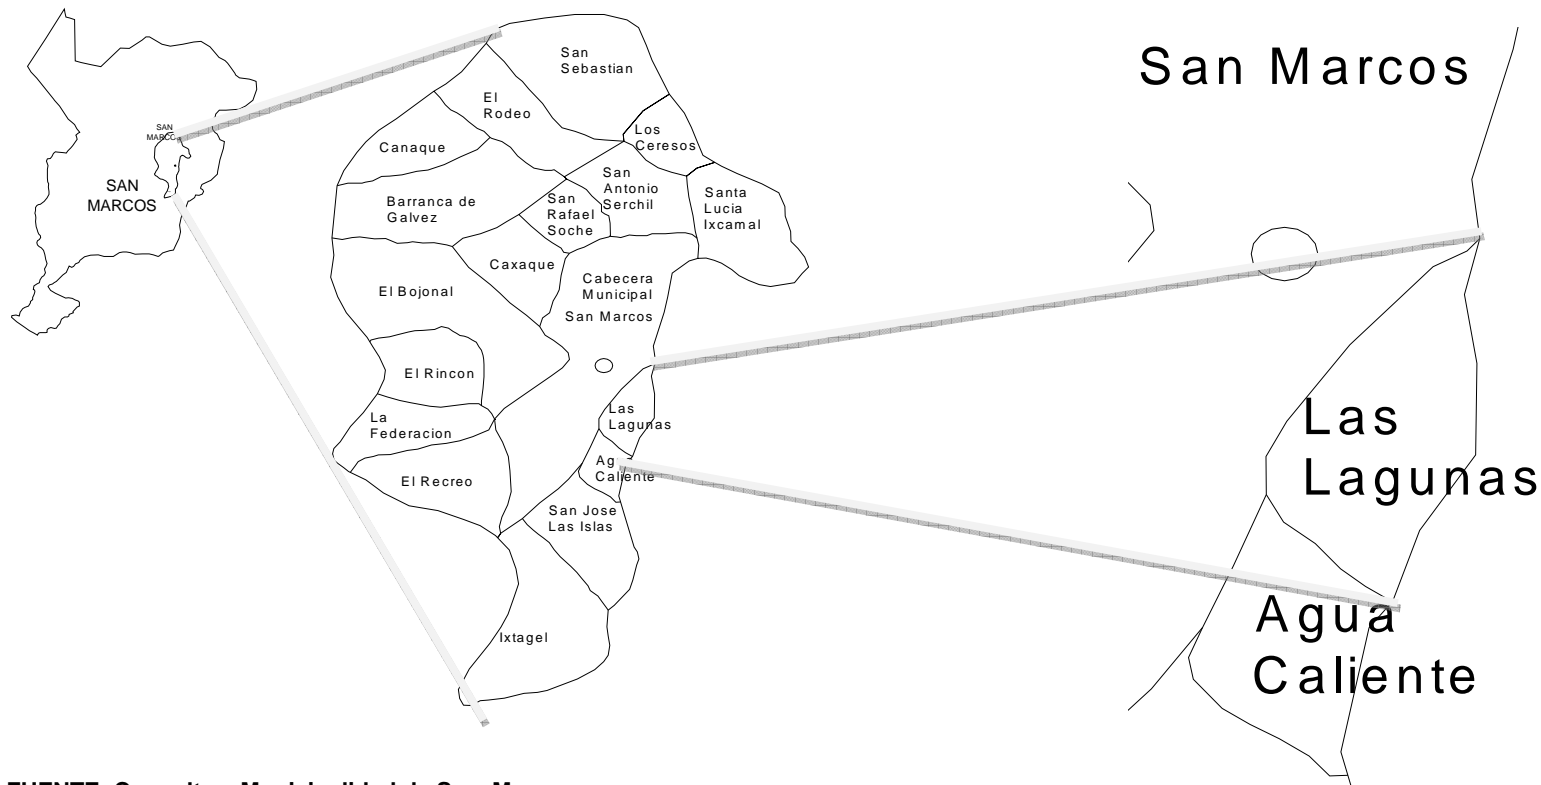 SAN
MARCOS
San
Sebastian
El
Rodeo
Los
Ceresos
Canaque
San
Antonio
Serchil
Barranca de
Galvez
San
Rafael
Soche
Santa
Lucia
Ixcamal
Caxaque
Cabecera
Municipal
San Marcos
El Bojonal
El Rincon
La
Federacion
Las
Lagunas
El Recreo
Caliente
San Jose
Las Islas
Ixtagel
SAN
San Marcos
Las
Lagunas
Agua
Caliente